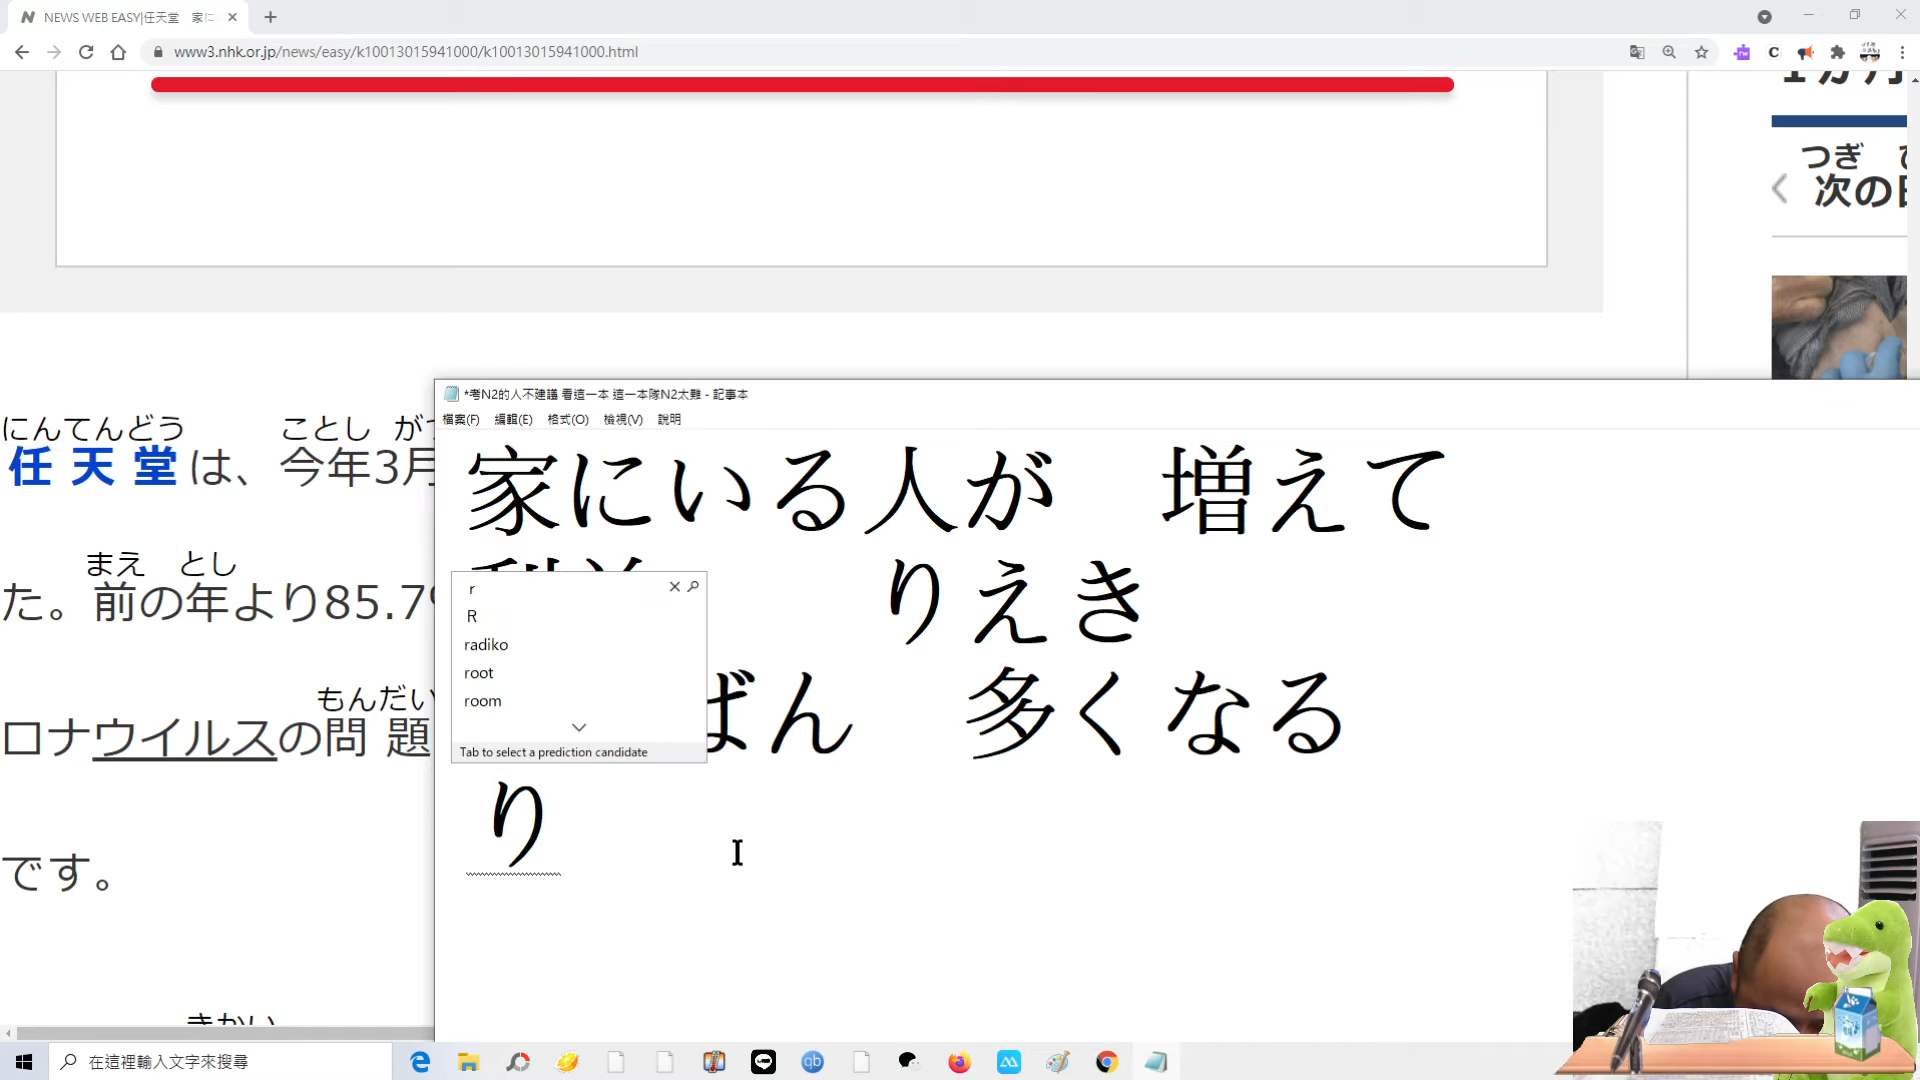 NEWS WEB EASY|任天堂　家に
www3.nhk.or.jp/news/easy/k10013015941000/k10013015941000.html
つぎ
次の日
にんてんどう　ことし
任天堂は、今年3月
まえ　とし
た。前の年より85.7
もんだい
ロナウイルスの問題
です。
きかい
*考N2的人不建議 看這一本 這一本隊N2太難 - 記事本
檔案(F) 編輯(E) 格式(O) 檢視(V) 說明
家にいる人が　増えて
りえき
ばん　多くなる
り
r
R
radiko
root
room
Tab to select a prediction candidate
在這裡輸入文字來搜尋